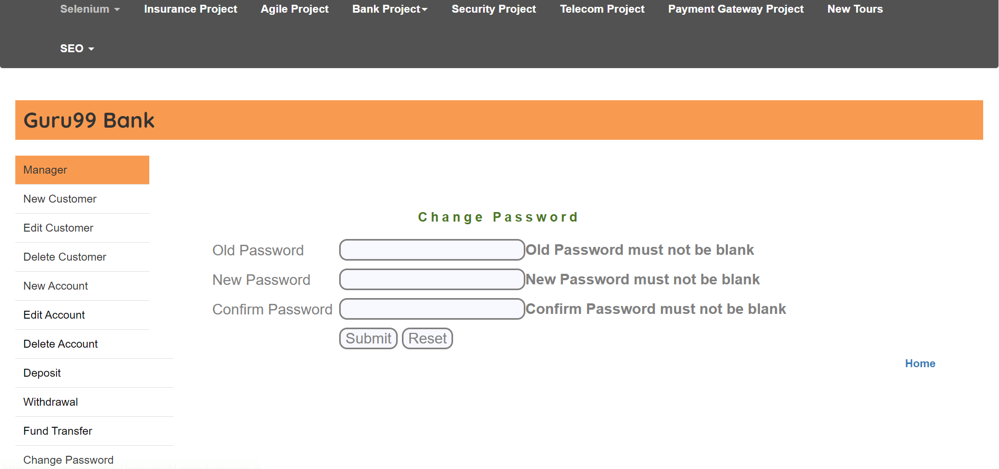 Selenium Insurance Project Agile Project Bank Project Security Project Telecom Project Payment Gateway Project New Tours
SEO
Guru99 Bank
Manager
New Customer
Edit Customer
Delete Customer
New Account
Edit Account
Delete Account
Deposit
Withdrawal
Fund Transfer
Change Password
Change Password
Old Password Old Password must not be blank
New Password New Password must not be blank
Confirm Password Confirm Password must not be blank
Submit Reset
Home